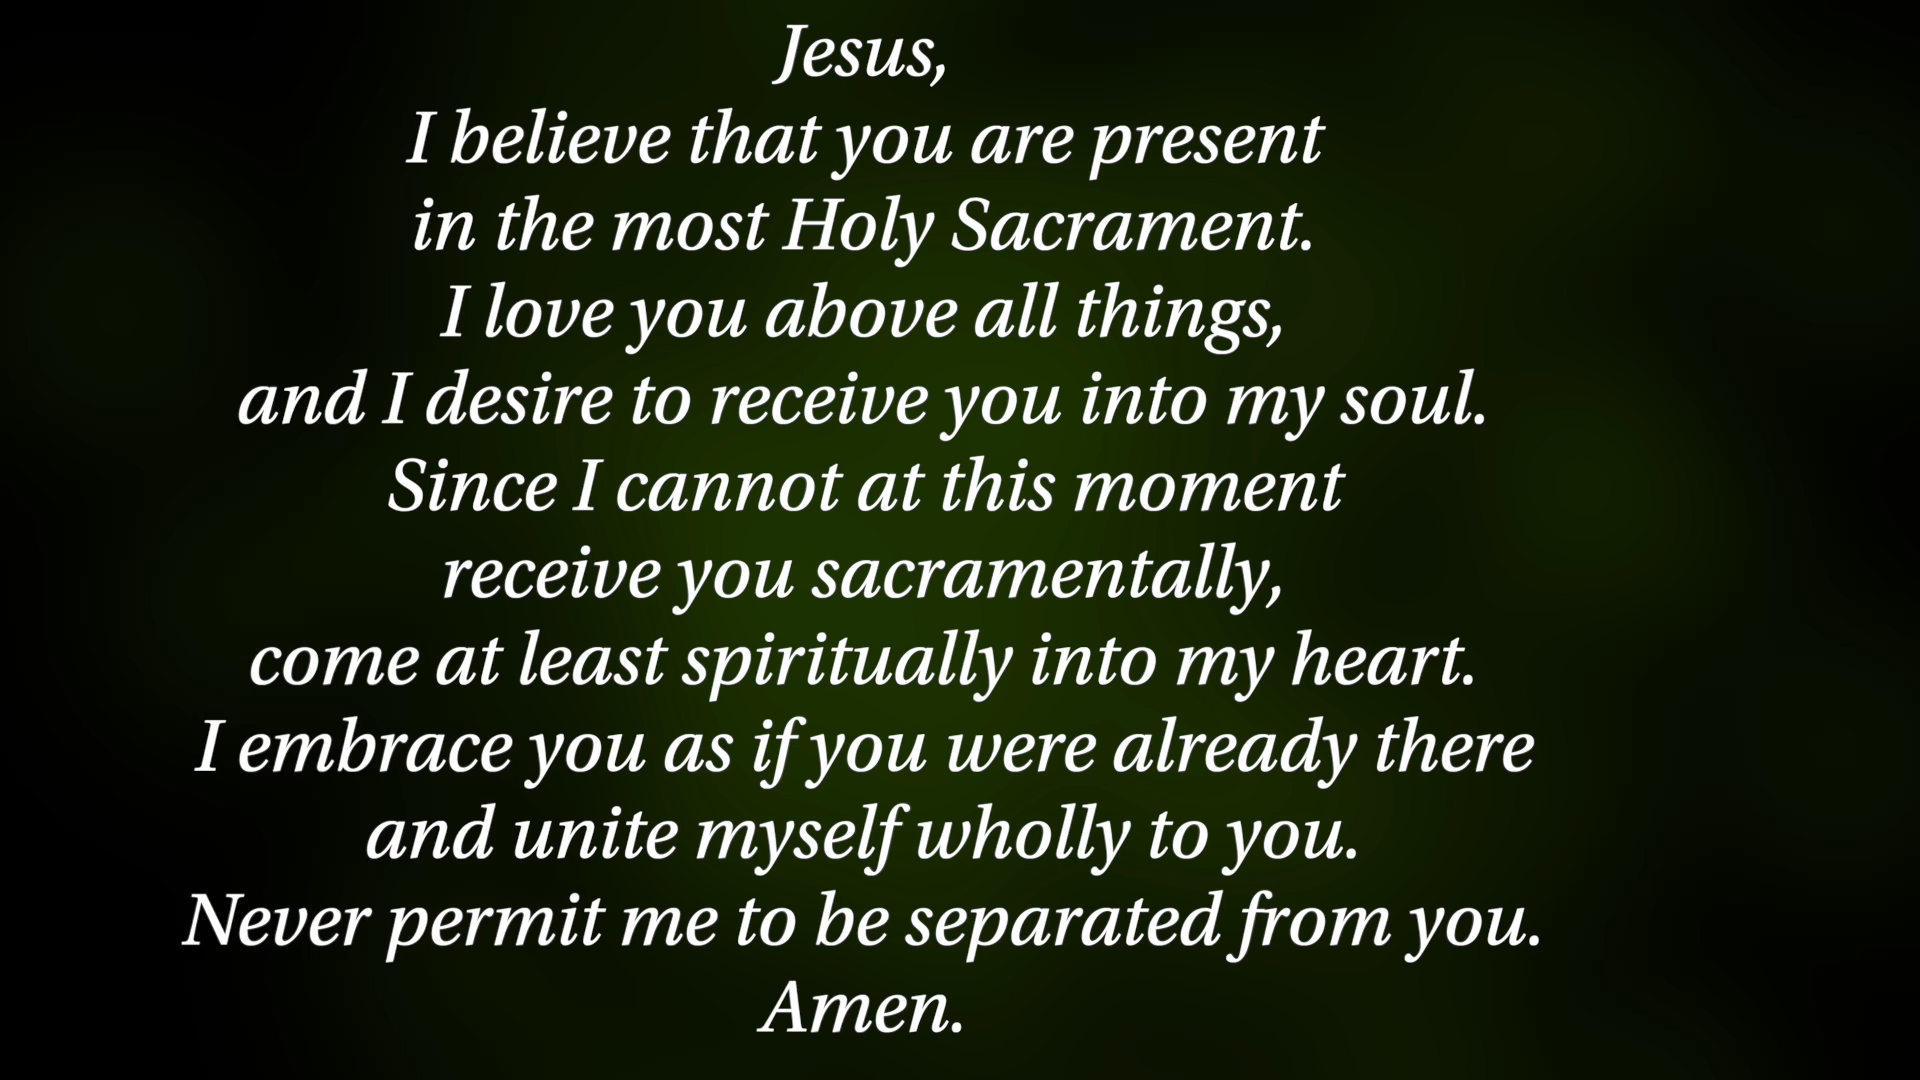 Jesus,
I believe that you are present
in the most Holy Sacrament.
I love you above all things,
and I desire to receive you into my soul.
Since I cannot at this moment
receive you sacramentally,
come at least spiritually into my heart.
I embrace you as if you were already there
and unite myself wholly to you.
Never permit me to be separated from you.
Amen.